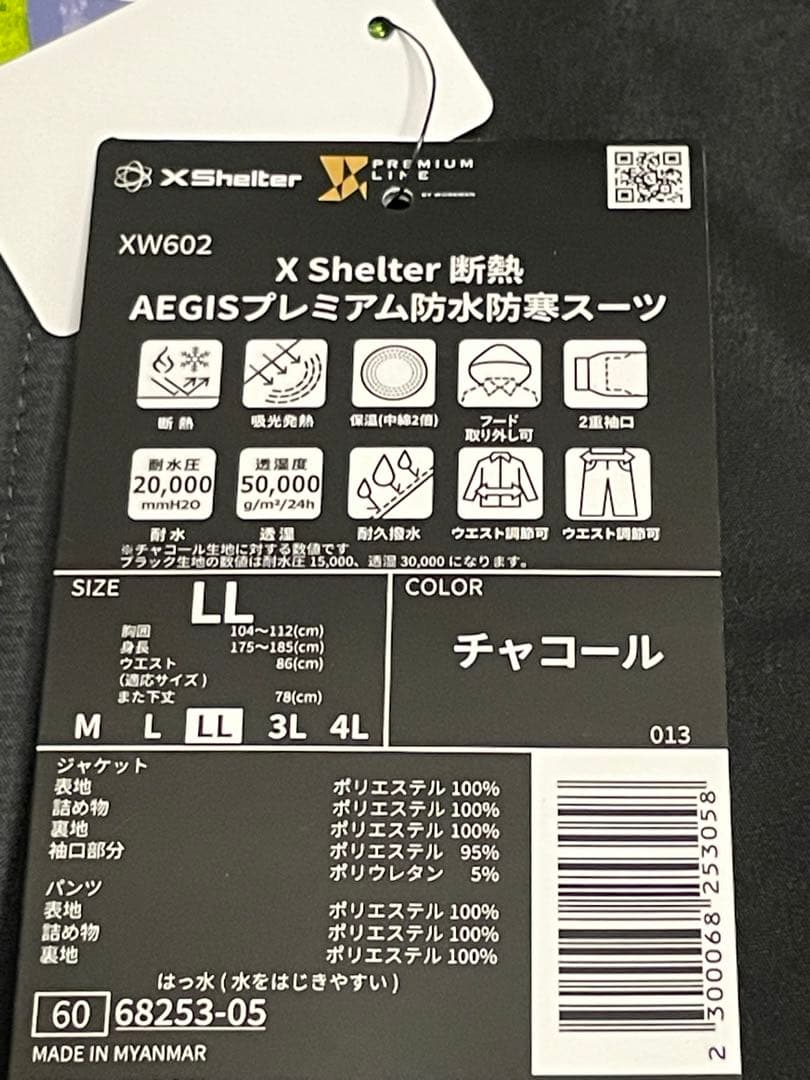 XShelter PREMIUM
LINE
XW602
X Shelter 断熱
AEGISプレミアム防水防寒スーツ
断熱 吸光発熱 保温(中綿2倍) フード 2重袖口
取り外し可
耐水圧 透湿度
20,000 50,000
mmH2O g/m²/24h
耐水 透湿 耐久撥水 ウエスト調節可 ウエスト調節可
※チャコール生地に対する数値です
ブラック生地の数値は耐水圧 15,000、透湿 30,000 になります。
SIZE
LL
胸囲 104〜112(cm)
身長 175〜185(cm)
ウエスト 86(cm)
(適応サイズ)
また下丈 78(cm)
M L LL 3L 4L
COLOR
チャコール
013
ジャケット
表地 ポリエステル 100%
詰め物 ポリエステル 100%
裏地 ポリエステル 100%
袖口部分 ポリエステル 95%
ポリウレタン 5%
パンツ
表地 ポリエステル 100%
詰め物 ポリエステル 100%
裏地 ポリエステル 100%
はっ水 ( 水をはじきやすい )
60 68253-05
MADE IN MYANMAR
2 300068 253058